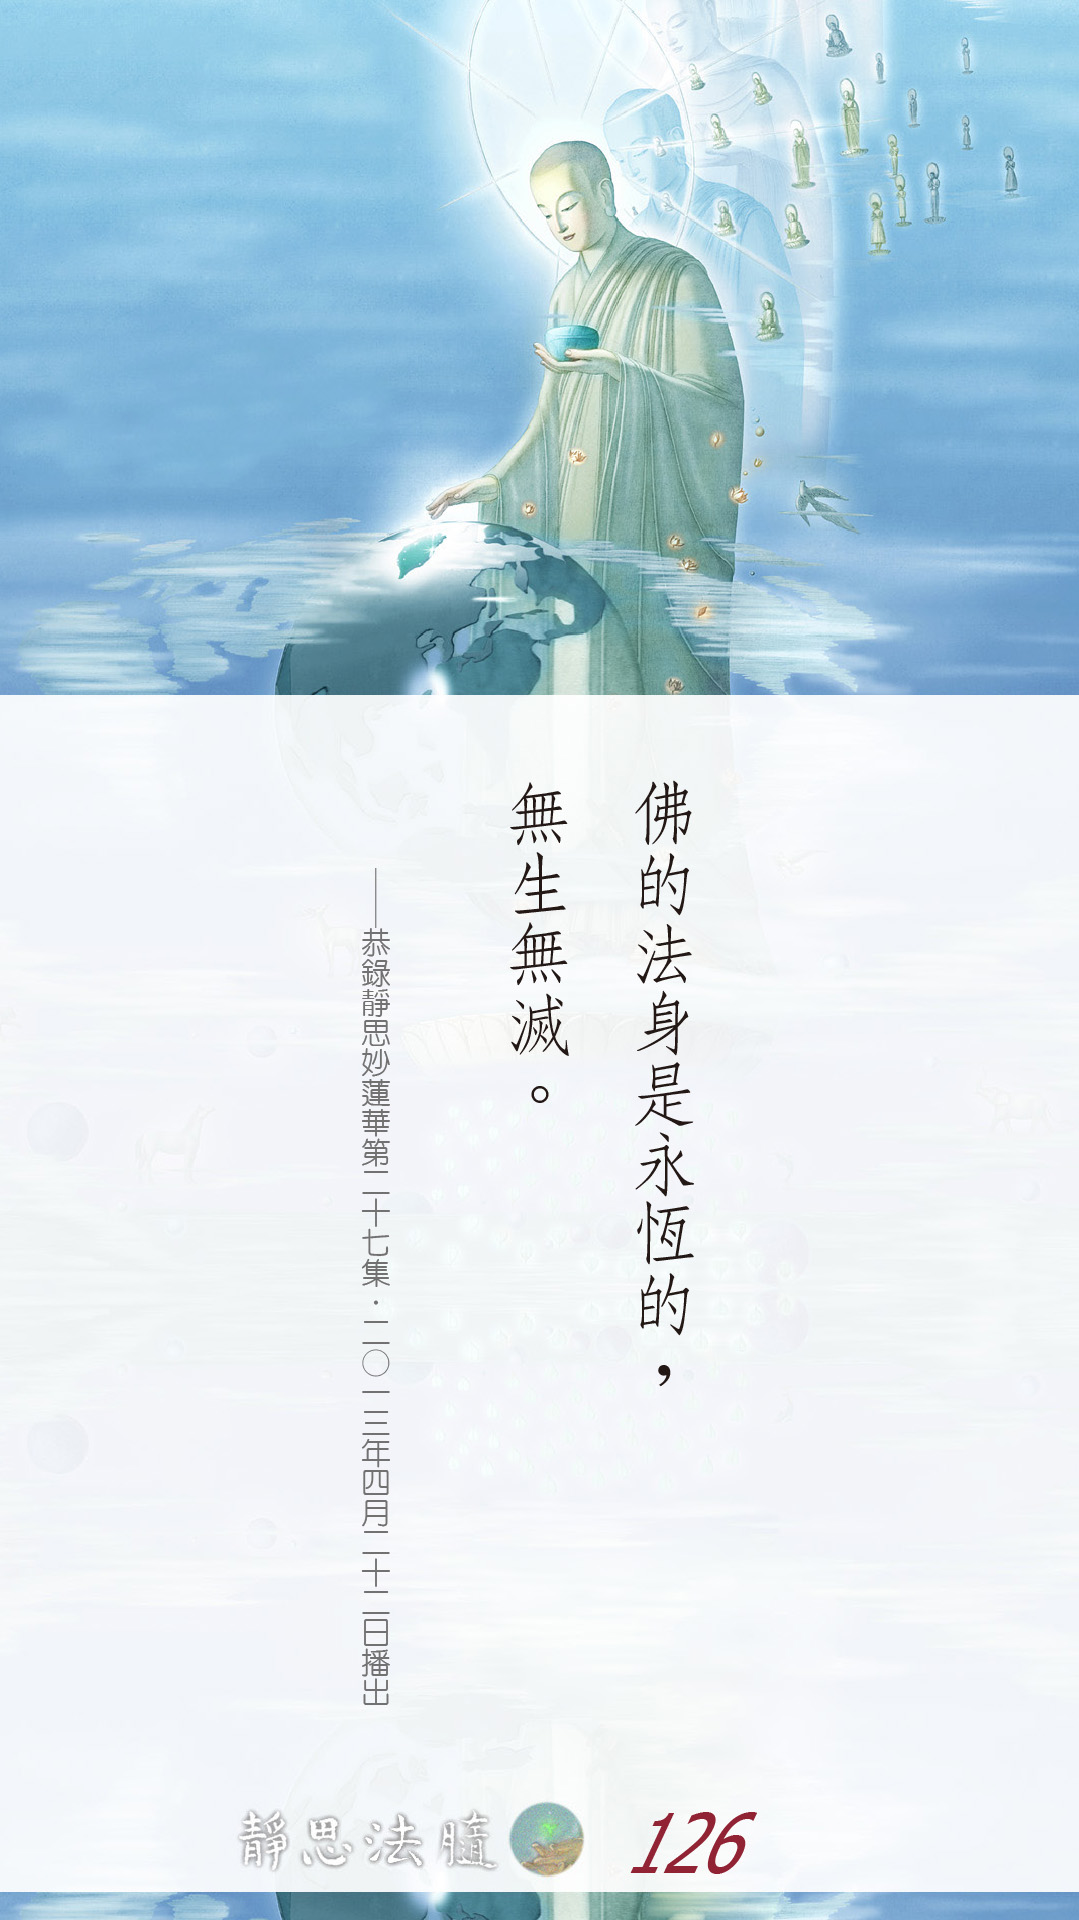 佛的法身是永恆的，
無生無滅。
——恭錄靜思妙蓮華第二十七集．二〇一三年四月二十二日播出
靜思法髓
126